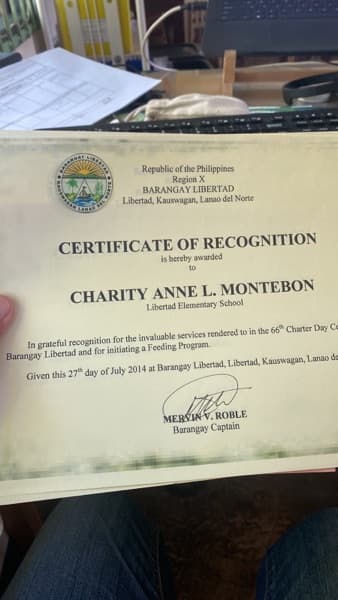 Republic of the Philippines
Region X
BARANGAY LIBERTAD
Libertad, Kauswagan, Lanao del Norte
CERTIFICATE OF RECOGNITION
is hereby awarded
to
CHARITY ANNE L. MONTEBON
Libertad Elementary School
In grateful recognition for the invaluable services rendered to in the 66th Charter Day
Barangay Libertad and for initiating a Feeding Program.
Given this 27th day of July 2014 at Barangay Libertad, Libertad, Kauswagan, Lanao
MERVIN V. ROBLE
Barangay Captain